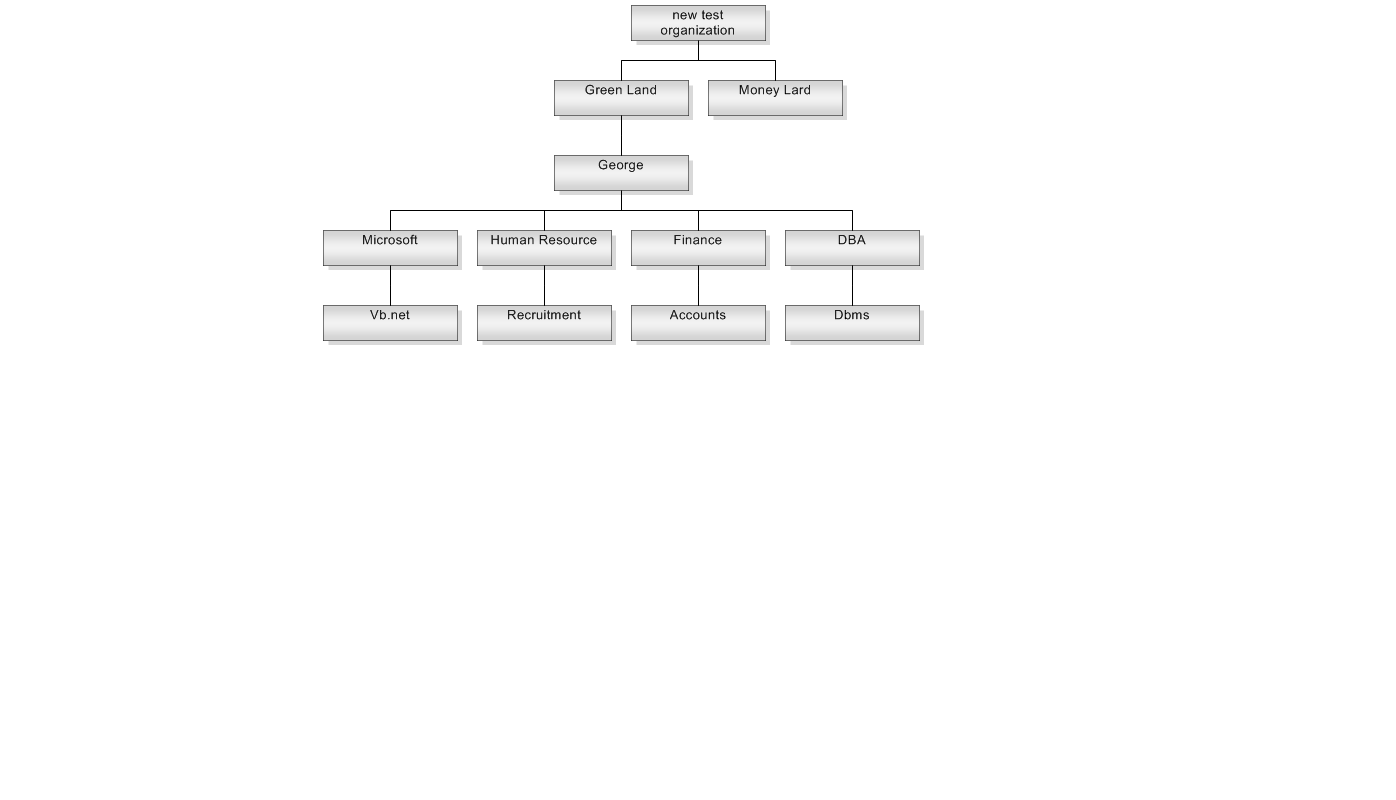 new test
organization
Green Land
Money Lard
George
Microsoft
Human Resource
Finance
DBA
Vb.net
Recruitment
Accounts
Dbms